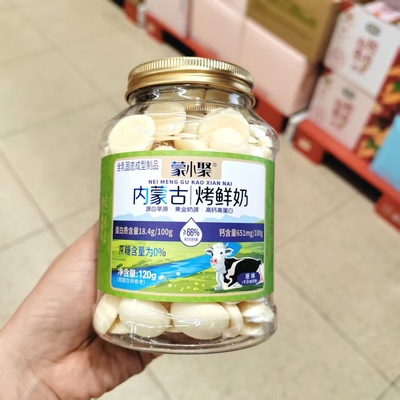 含乳固态成型制品
蒙小聚®
NEI MENG GU KAO XIAN NAI
内蒙古 | 烤鲜奶
源自草原 黄金奶源 高钙高蛋白
蛋白质含量18.4g/100g
≥66%
钙含量651mg/100g
蔗糖含量为0%
净含量:120g
原味